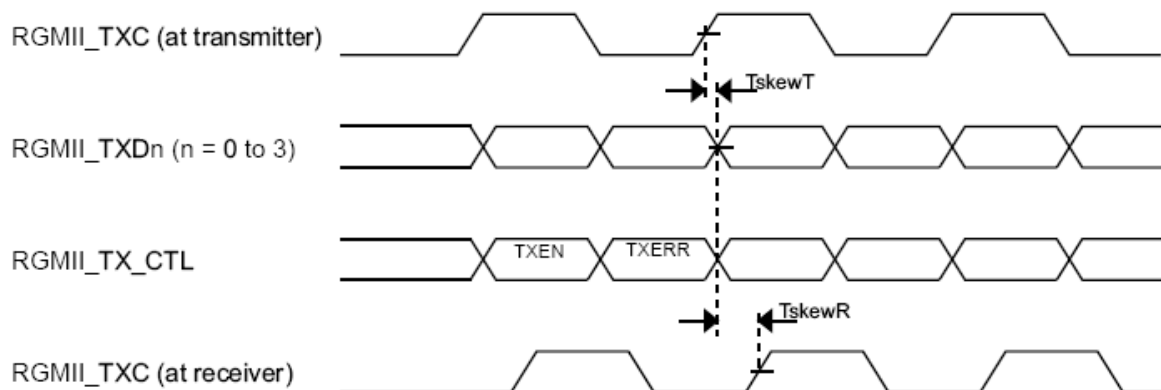 RGMII_TXC (at transmitter)
TskewT
RGMII_TXDn (n = 0 to 3)
RGMII_TX_CTL
TXEN
TXERR
TskewR
RGMII_TXC (at receiver)